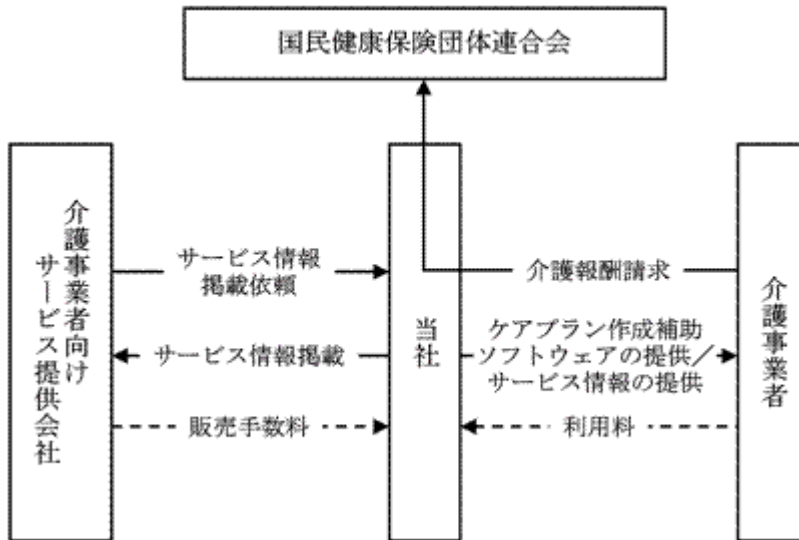 国民健康保険団体連合会
介護事業者向け
サービス提供会社
サービス情報
掲載依頼
サービス情報掲載
販売手数料
当社
介護報酬請求
ケアプラン作成補助
ソフトウェアの提供／
サービス情報の提供
利用料
介護事業者